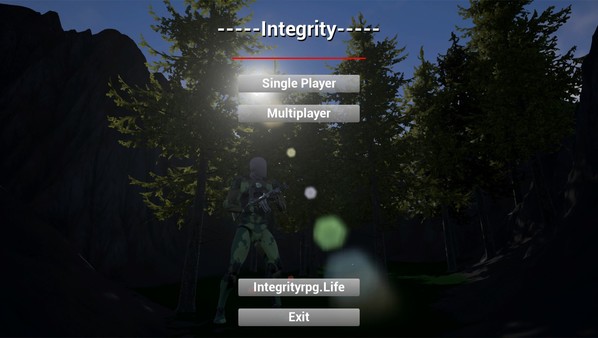 -----Integrity-----
Single Player
Multiplayer
Integrityrpg.Life
Exit